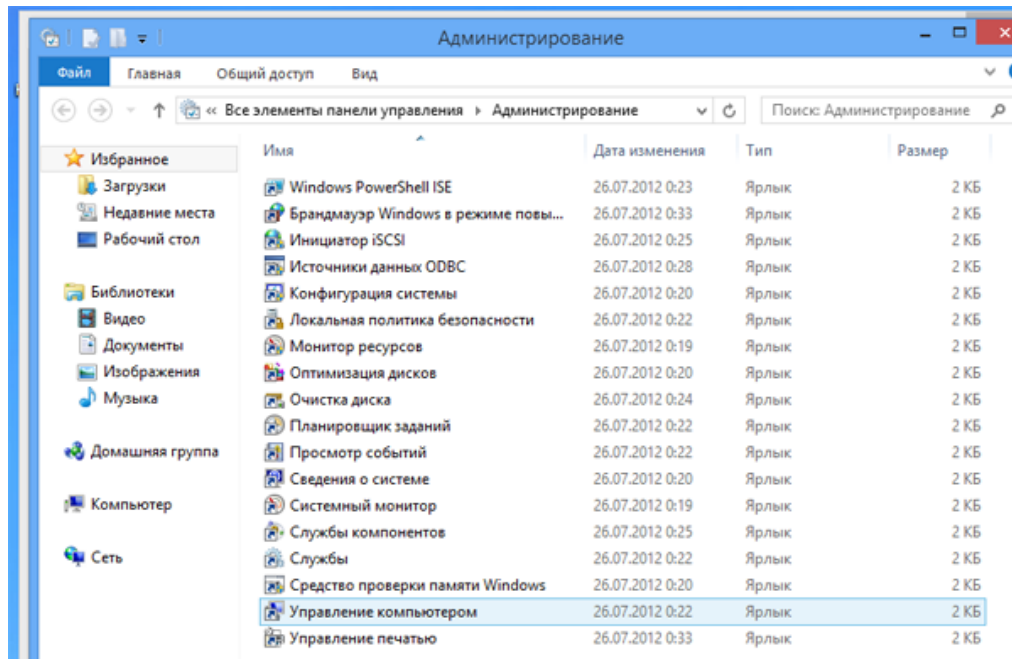 Администрирование
Файл Главная Общий доступ Вид
« Все элементы панели управления Администрирование Поиск: Администрирование
Имя Дата изменения Тип Размер
Избранное
Загрузки
Недавние места
Рабочий стол
Библиотеки
Видео
Документы
Изображения
Музыка
Домашняя группа
Компьютер
Сеть
Windows PowerShell ISE 26.07.2012 0:23 Ярлык 2 КБ
Брандмауэр Windows в режиме повы... 26.07.2012 0:33 Ярлык 2 КБ
Инициатор iSCSI 26.07.2012 0:25 Ярлык 2 КБ
Источники данных ODBC 26.07.2012 0:28 Ярлык 2 КБ
Конфигурация системы 26.07.2012 0:20 Ярлык 2 КБ
Локальная политика безопасности 26.07.2012 0:22 Ярлык 2 КБ
Монитор ресурсов 26.07.2012 0:19 Ярлык 2 КБ
Оптимизация дисков 26.07.2012 0:20 Ярлык 2 КБ
Очистка диска 26.07.2012 0:24 Ярлык 2 КБ
Планировщик заданий 26.07.2012 0:22 Ярлык 2 КБ
Просмотр событий 26.07.2012 0:22 Ярлык 2 КБ
Сведения о системе 26.07.2012 0:20 Ярлык 2 КБ
Системный монитор 26.07.2012 0:19 Ярлык 2 КБ
Службы компонентов 26.07.2012 0:25 Ярлык 2 КБ
Службы 26.07.2012 0:22 Ярлык 2 КБ
Средство проверки памяти Windows 26.07.2012 0:20 Ярлык 2 КБ
Управление компьютером 26.07.2012 0:22 Ярлык 2 КБ
Управление печатью 26.07.2012 0:33 Ярлык 2 КБ